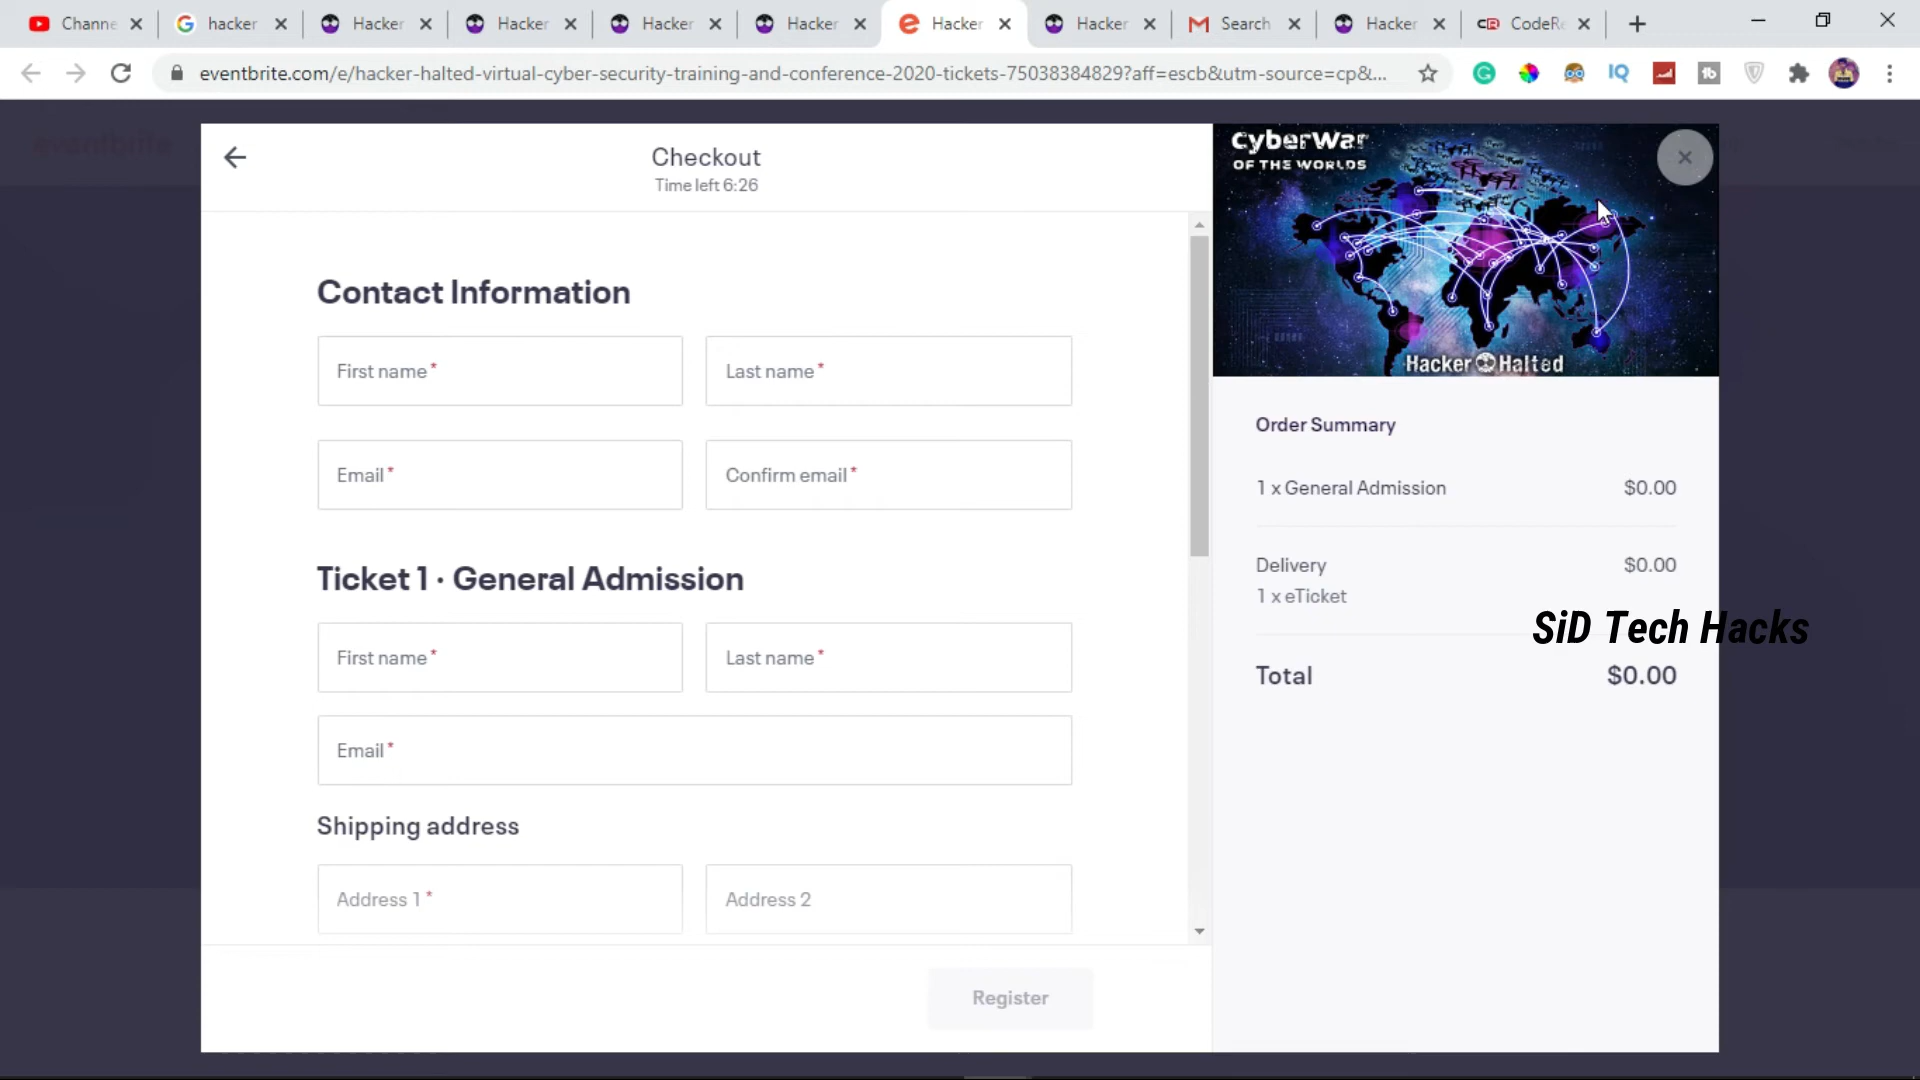 Channe
hacker
Hacker
Hacker
Hacker
Hacker
Hacker
Hacker
Search
Hacker
CodeRe
eventbrite.com/e/hacker-halted-virtual-cyber-security-training-and-conference-2020-tickets-75038384829?aff=escb&utm-source=cp&...
eventbrite
Checkout
Time left 6:26
Contact Information
First name*
Last name*
Email*
Confirm email*
Ticket 1 · General Admission
First name*
Last name*
Email*
Shipping address
Address 1*
Address 2
Register
CyberWar
OF THE WORLDS
Hacker Halted
Order Summary
1 x General Admission $0.00
Delivery $0.00
1 x eTicket
SiD Tech Hacks
Total $0.00